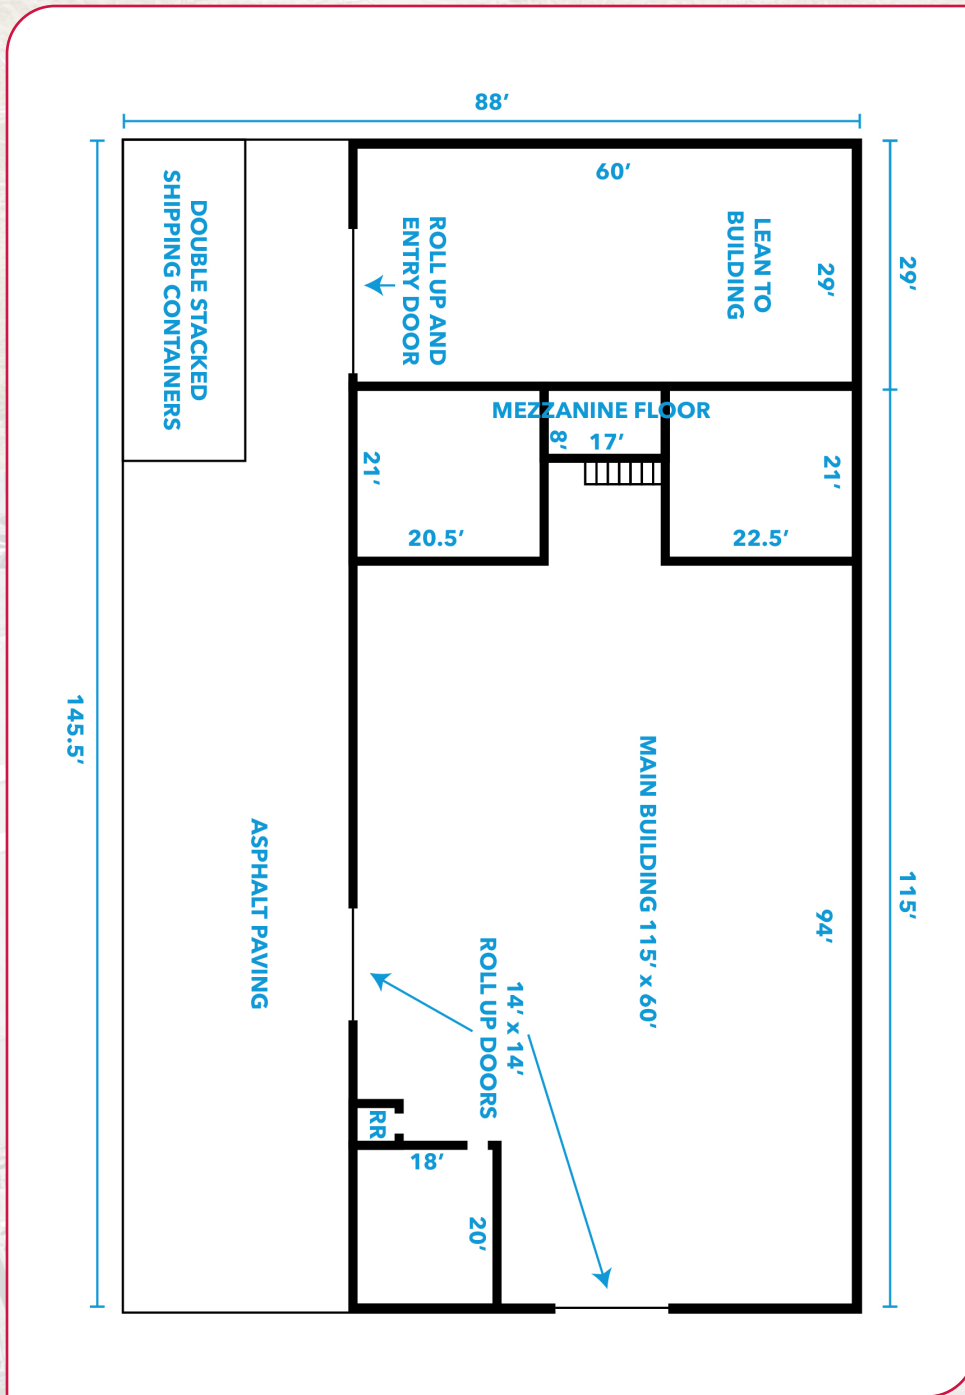 88’
60’
DOUBLE STACKED
SHIPPING CONTAINERS
ROLL UP AND
ENTRY DOOR
LEAN TO
BUILDING
29’
29’
MEZZANINE FLOOR
8’
17’
21’
21’
20.5’
22.5’
145.5’
MAIN BUILDING 115’ x 60’
ASPHALT PAVING
94’
115’
14’ x 14’
ROLL UP DOORS
RR
18’
20’